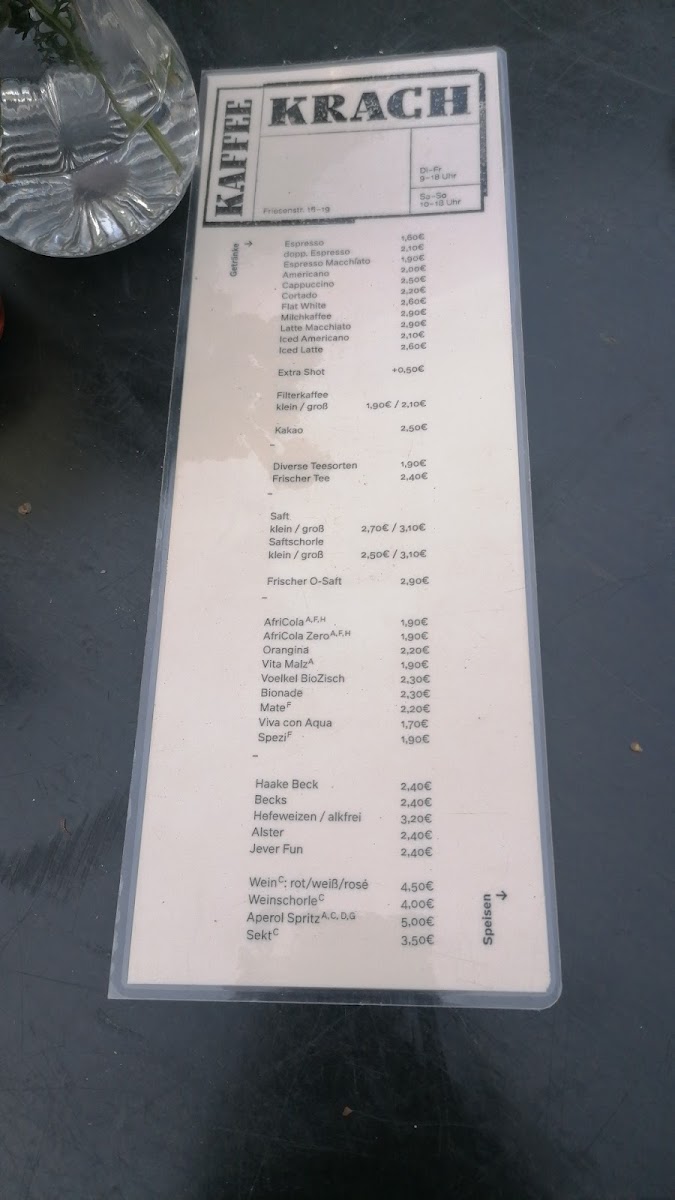 KAFFEE
KRACH
Di-Fr
9-18 Uhr
Sa-So
10-18 Uhr
Friesenstr. 16-19
Getränke →
Espresso 1,60€
dopp. Espresso 2,10€
Espresso Macchiato 1,90€
Americano 2,00€
Cappuccino 2,50€
Cortado 2,20€
Flat White 2,60€
Milchkaffee 2,90€
Latte Macchiato 2,90€
Iced Americano 2,10€
Iced Latte 2,60€
Extra Shot +0,50€
Filterkaffee
klein / groß 1,90€ / 2,10€
Kakao 2,50€
–
Diverse Teesorten 1,90€
Frischer Tee 2,40€
–
Saft
klein / groß 2,70€ / 3,10€
Saftschorle
klein / groß 2,50€ / 3,10€
Frischer O-Saft 2,90€
–
AfriCola A,F,H 1,90€
AfriCola Zero A,F,H 1,90€
Orangina 2,20€
Vita Malz A 1,90€
Voelkel BioZisch 2,30€
Bionade 2,30€
Mate F 2,20€
Viva con Aqua 1,70€
Spezi F 1,90€
–
Haake Beck 2,40€
Becks 2,40€
Hefeweizen / alkfrei 3,20€
Alster 2,40€
Jever Fun 2,40€
Wein C: rot/weiß/rosé 4,50€
Weinschorle C 4,00€
Aperol Spritz A,C,D,G 5,00€
Sekt C 3,50€
Speisen →